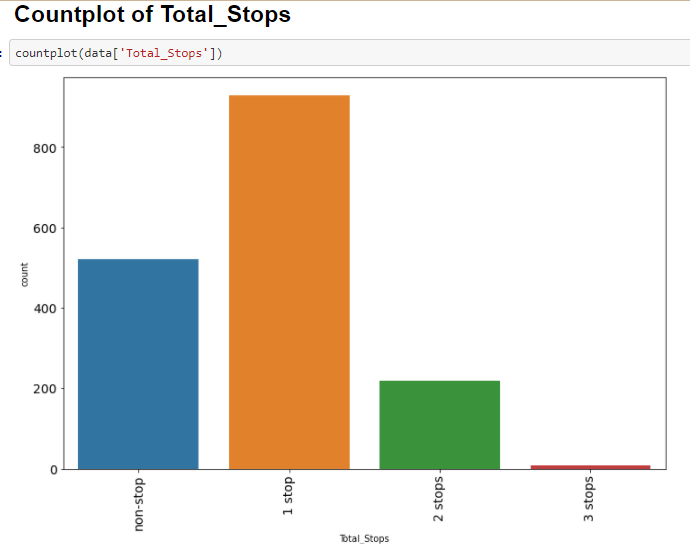 Countplot of Total_Stops
: countplot(data['Total_Stops'])
800
600
400
200
0
count
non-stop
1 stop
2 stops
3 stops
Total_Stops